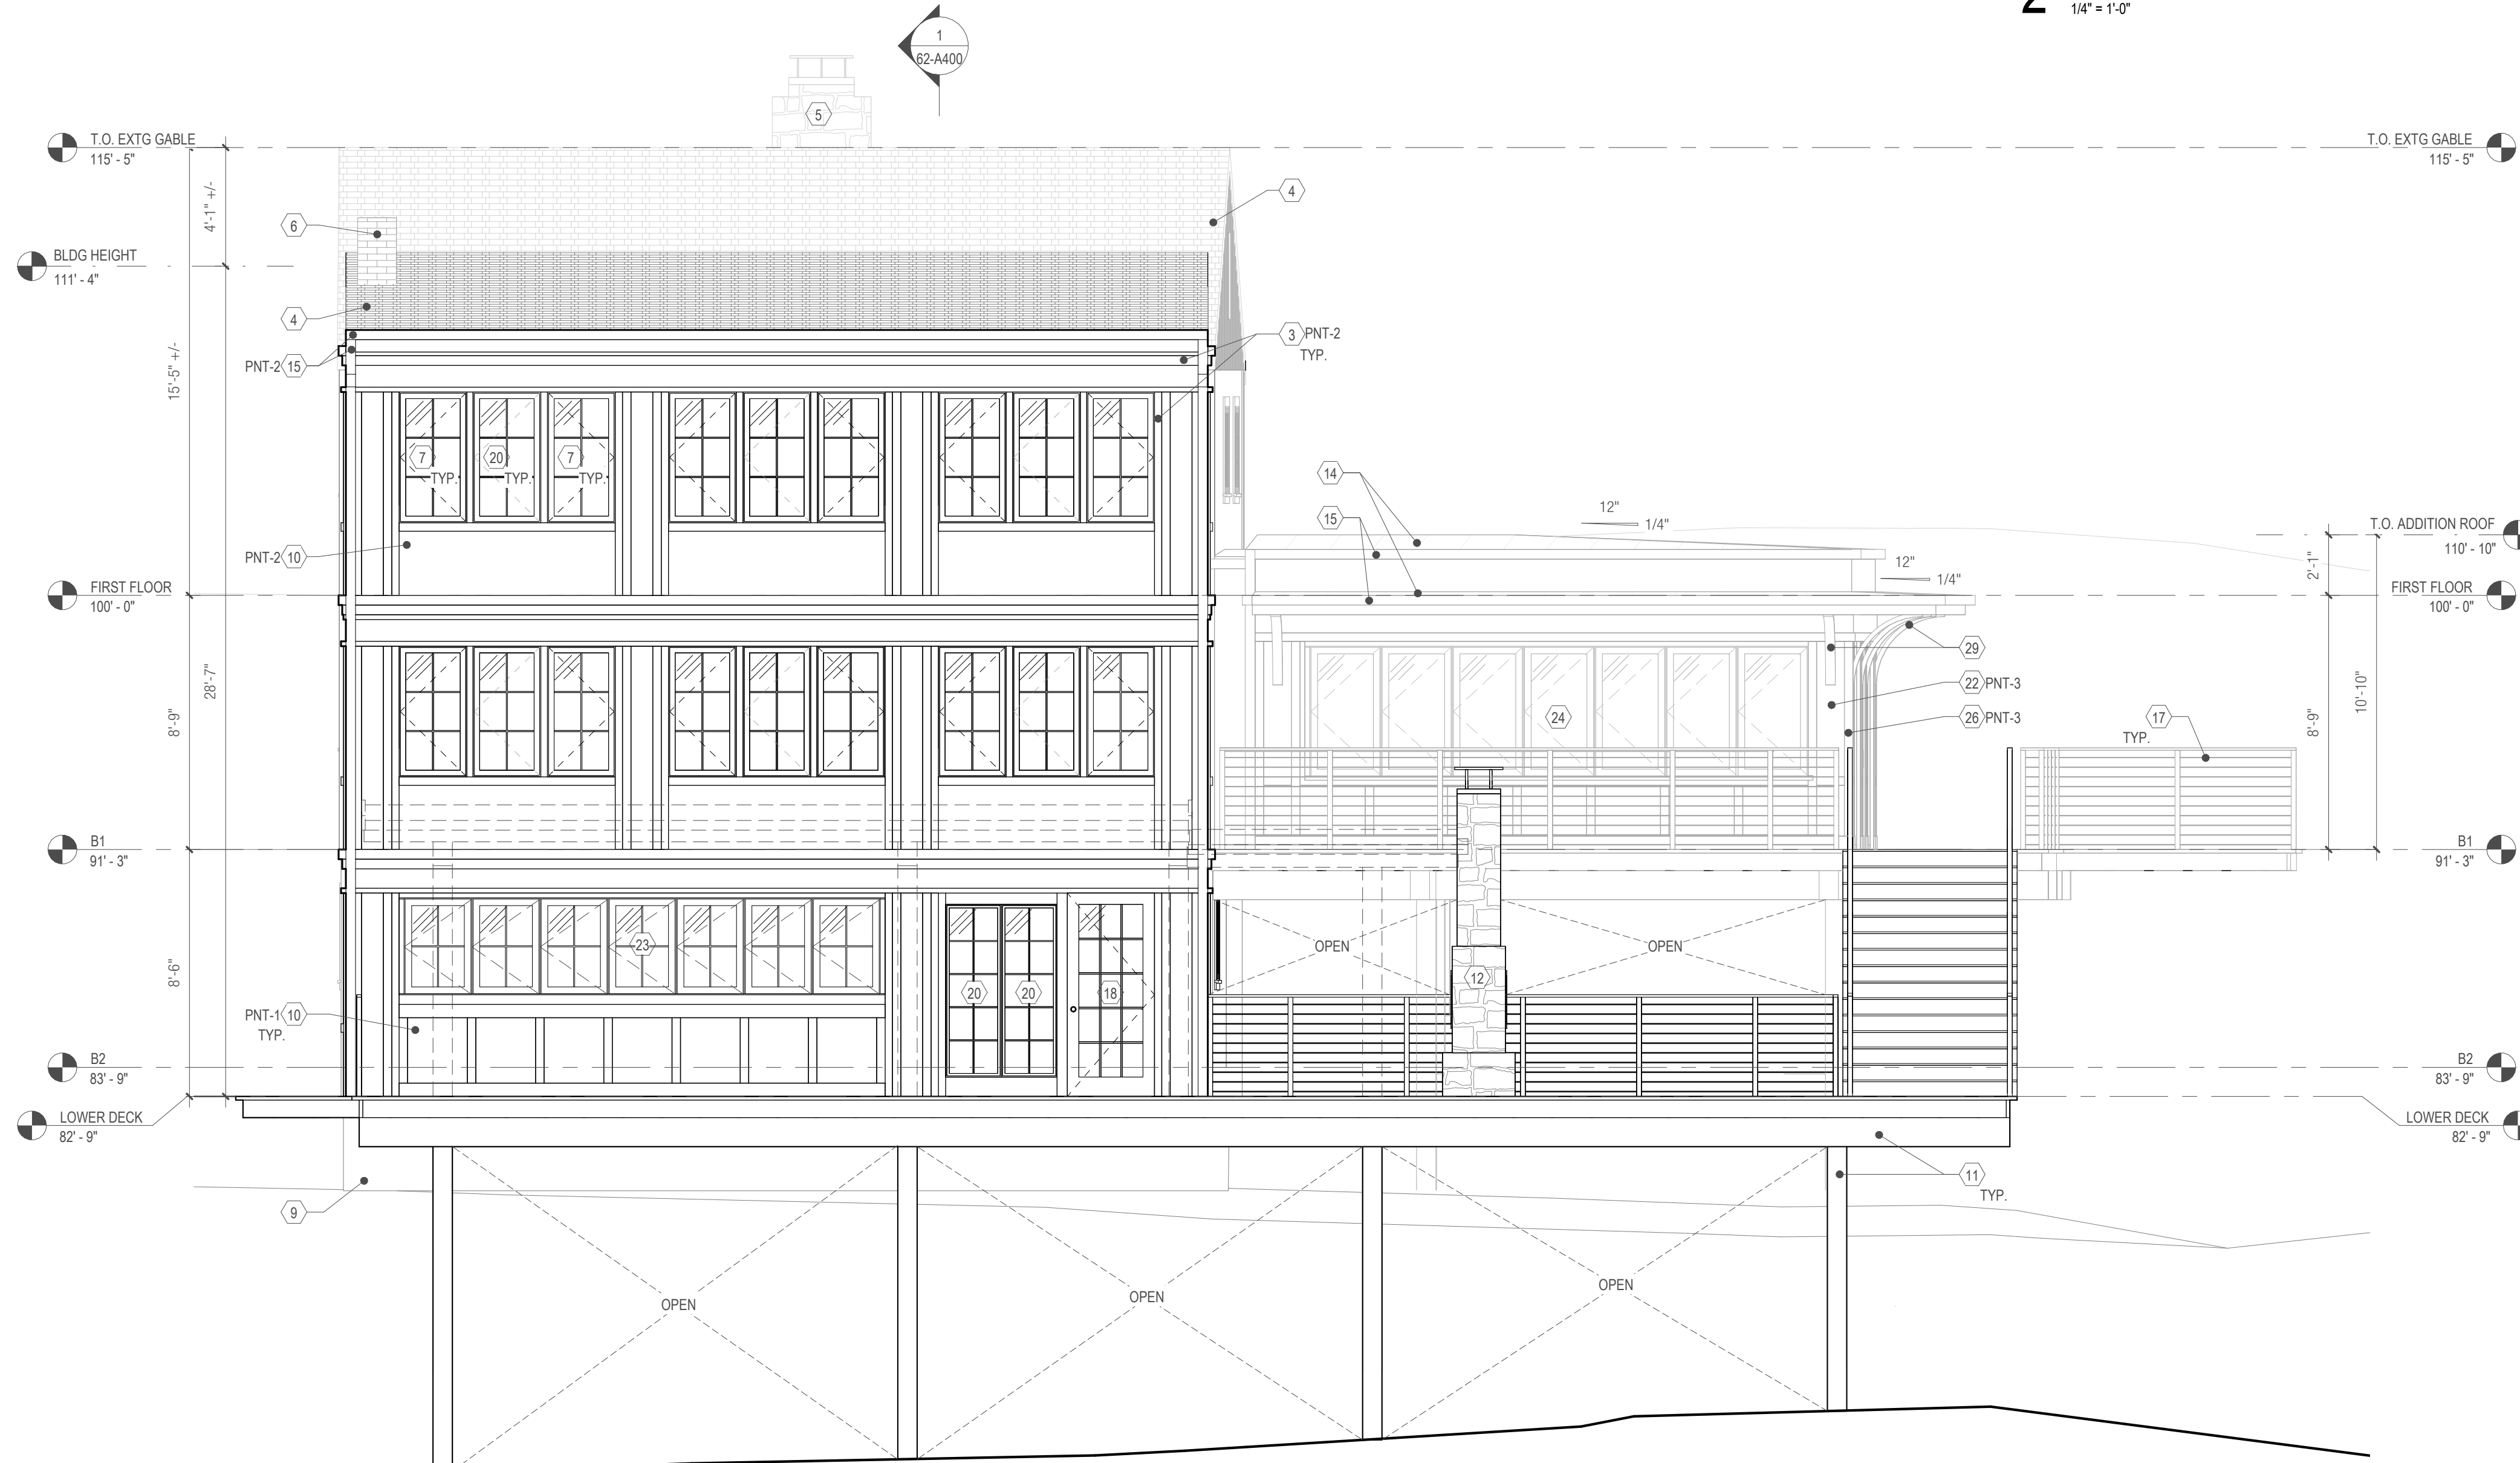 2
1/4" = 1'-0"
1
62-A400
5
T.O. EXTG GABLE
115' - 5"
T.O. EXTG GABLE
115' - 5"
4'-1" +/-
4
6
BLDG HEIGHT
111' - 4"
4
3 PNT-2
TYP.
PNT-2 15
15'-5" +/-
7 20 7
TYP. TYP. TYP.
14
15
12"
1/4"
T.O. ADDITION ROOF
110' - 10"
PNT-2 10
12"
1/4"
2'-1"
FIRST FLOOR
100' - 0"
FIRST FLOOR
100' - 0"
29
28'-7"
22 PNT-3
26 PNT-3
24
17
TYP.
8'-9"
8'-9"
10'-10"
B1
91' - 3"
B1
91' - 3"
23
OPEN
OPEN
8'-6"
12
20 20 18
PNT-1 10
TYP.
B2
83' - 9"
B2
83' - 9"
LOWER DECK
82' - 9"
LOWER DECK
82' - 9"
11
TYP.
9
OPEN
OPEN
OPEN